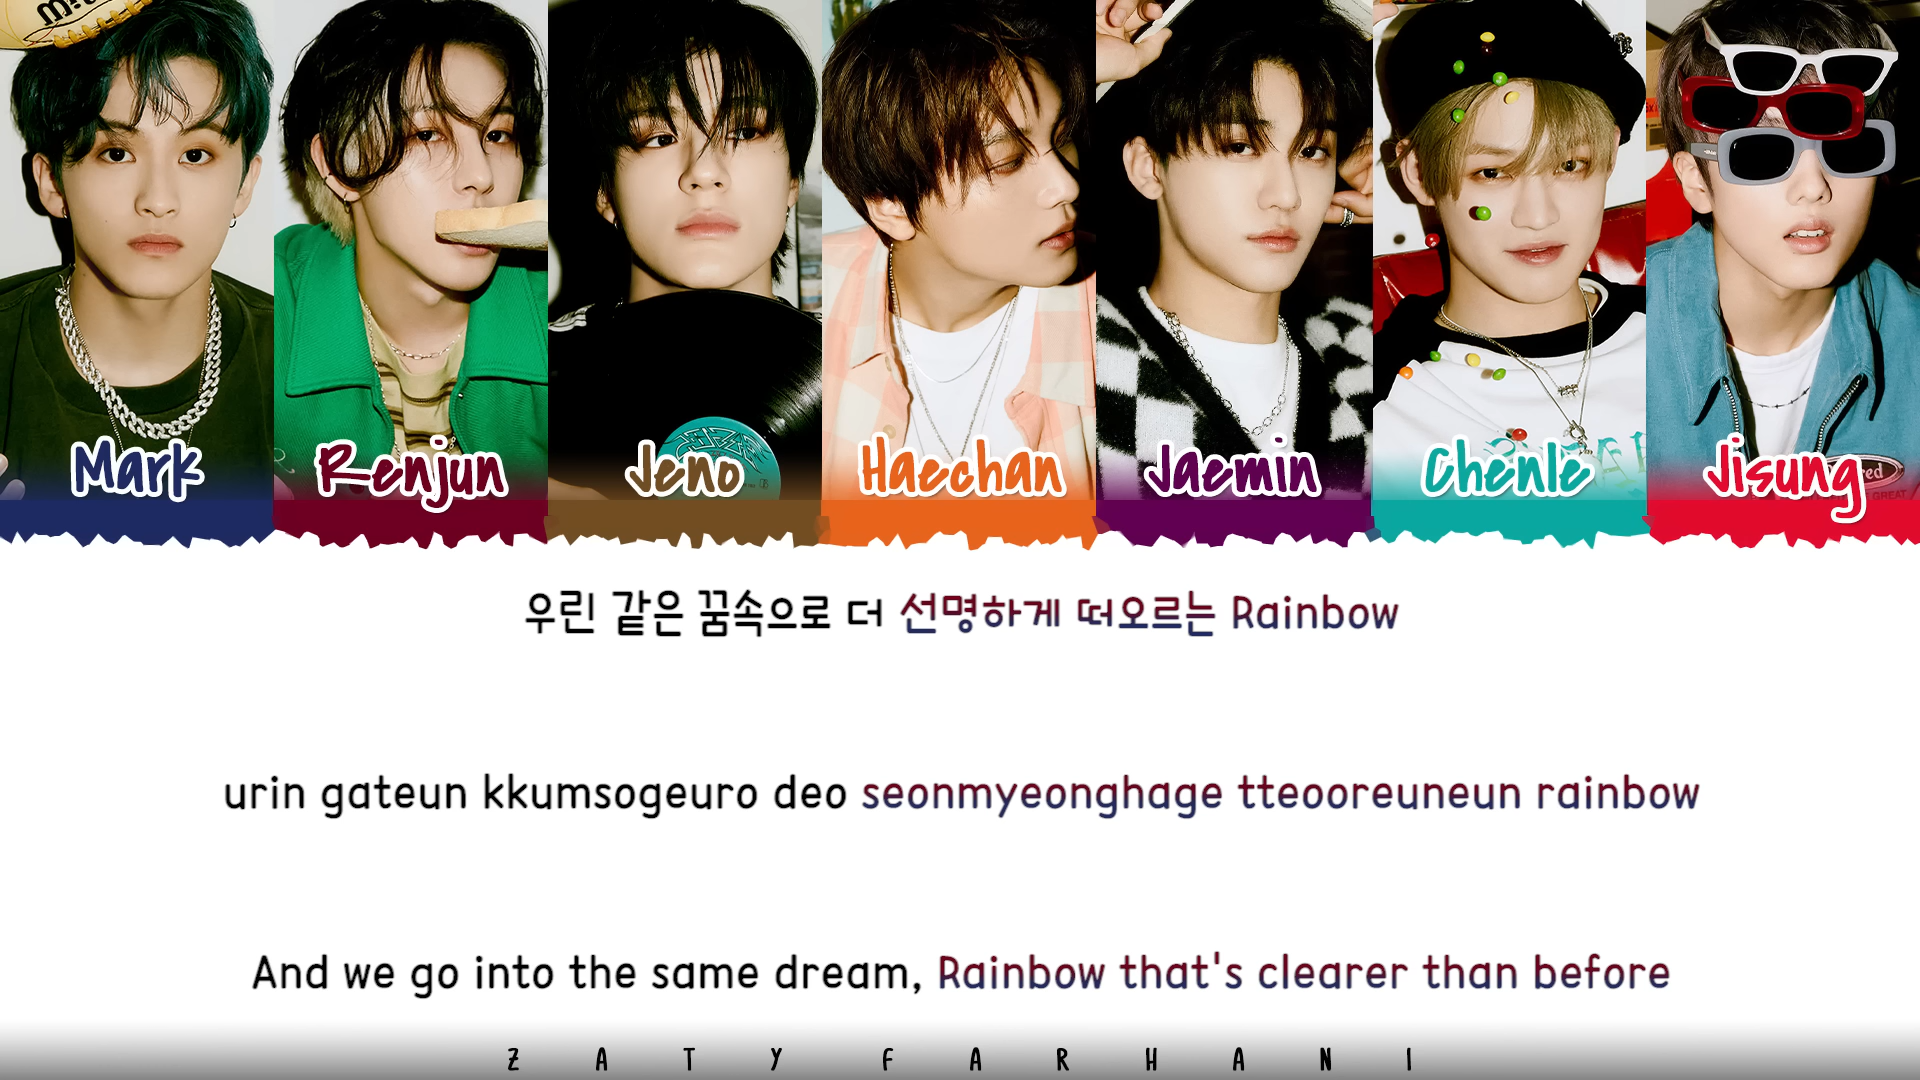 Mark
Renjun
Jeno
Haechan
Jaemin
Chenle
Jisung
우린 같은 꿈속으로 더 선명하게 떠오르는 Rainbow
urin gateun kkumsogeuro deo seonmyeonghage tteooreuneun rainbow
And we go into the same dream, Rainbow that's clearer than before
ZATY FARHANI